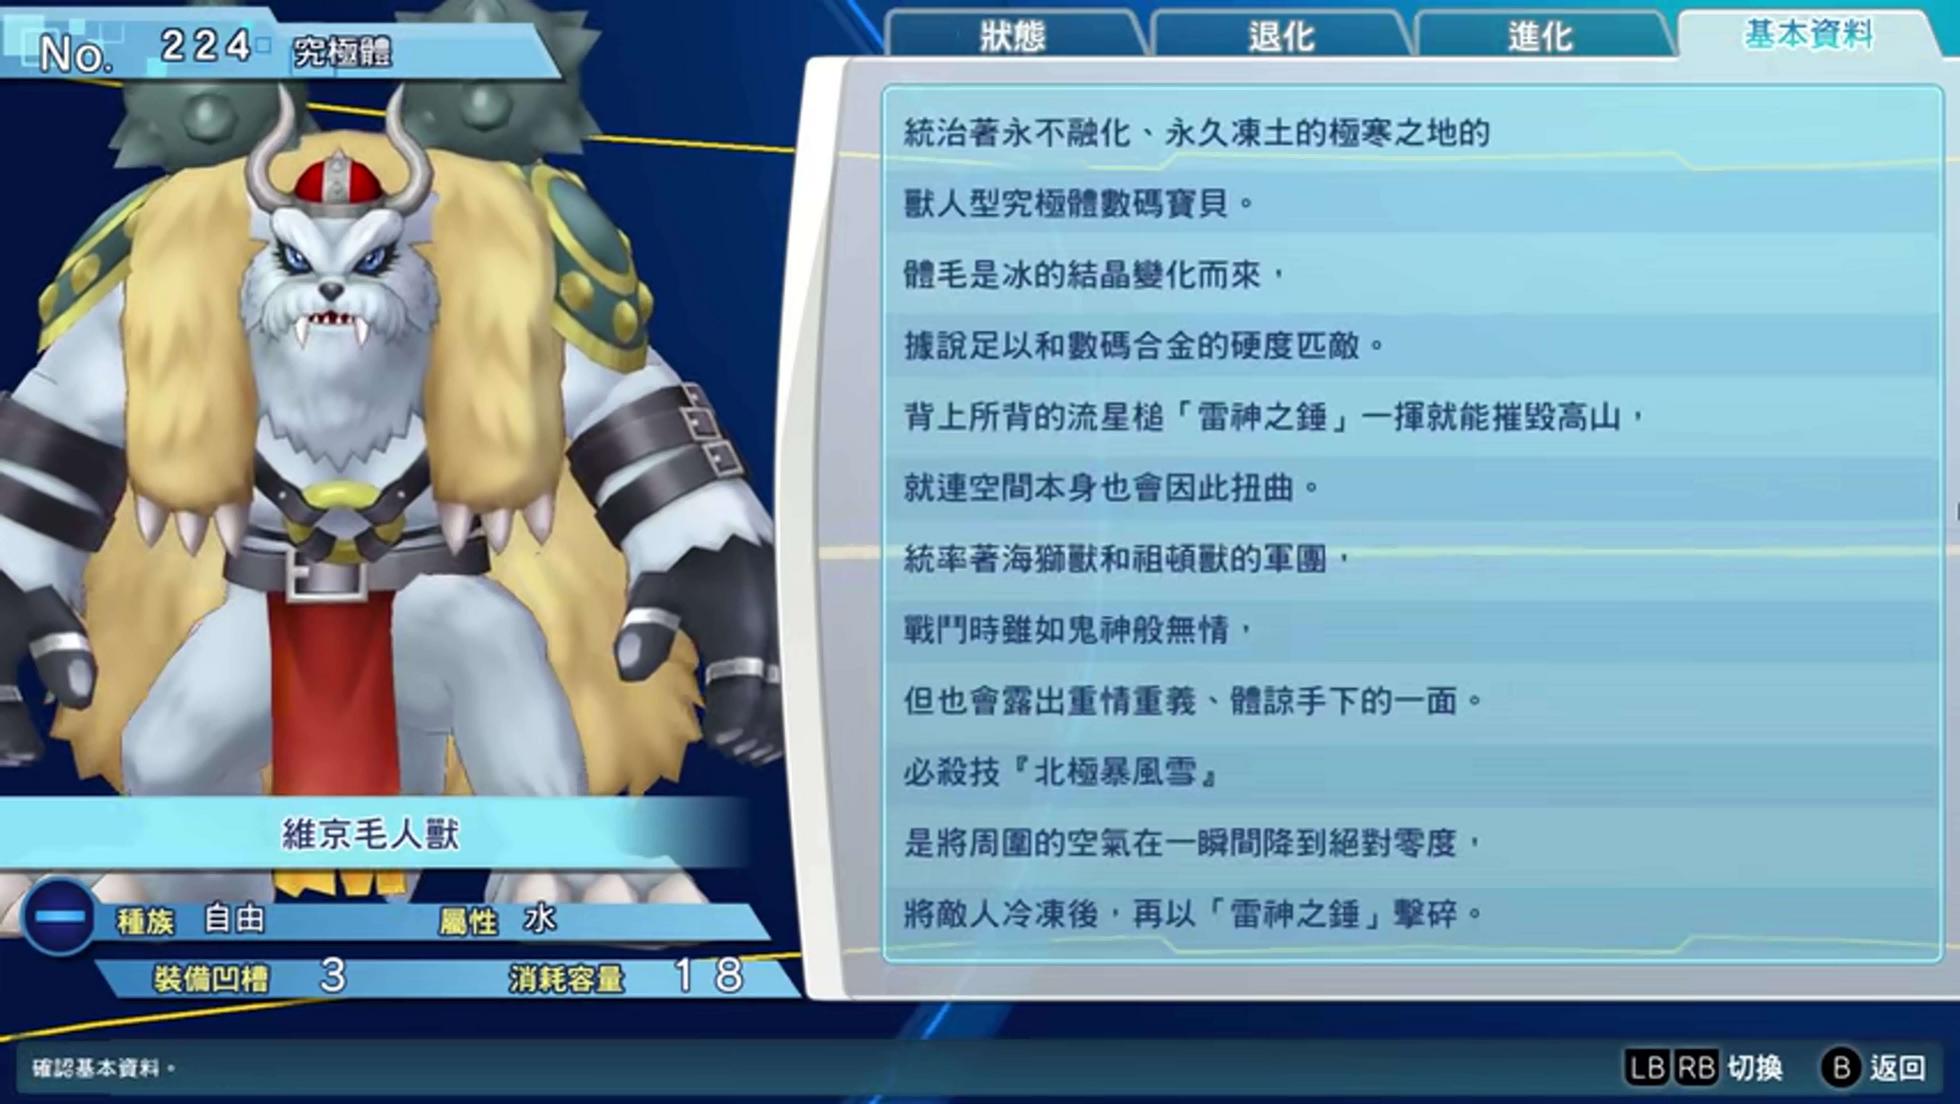 No. 224 究極體
狀態 退化 進化 基本資料
統治著永不融化、永久凍土的極寒之地的
獸人型究極體數碼寶貝。
體毛是冰的結晶變化而來，
據說足以和數碼合金的硬度匹敵。
背上所背的流星槌「雷神之錘」一揮就能摧毀高山，
就連空間本身也會因此扭曲。
統率著海獅獸和祖頓獸的軍團，
戰鬥時雖如鬼神般無情，
但也會露出重情重義、體諒手下的一面。
必殺技『北極暴風雪』
是將周圍的空氣在一瞬間降到絕對零度，
將敵人冷凍後，再以「雷神之錘」擊碎。
維京毛人獸
種族 自由 屬性 水
裝備凹槽 3 消耗容量 18
確認基本資料。
LB RB 切換 B 返回